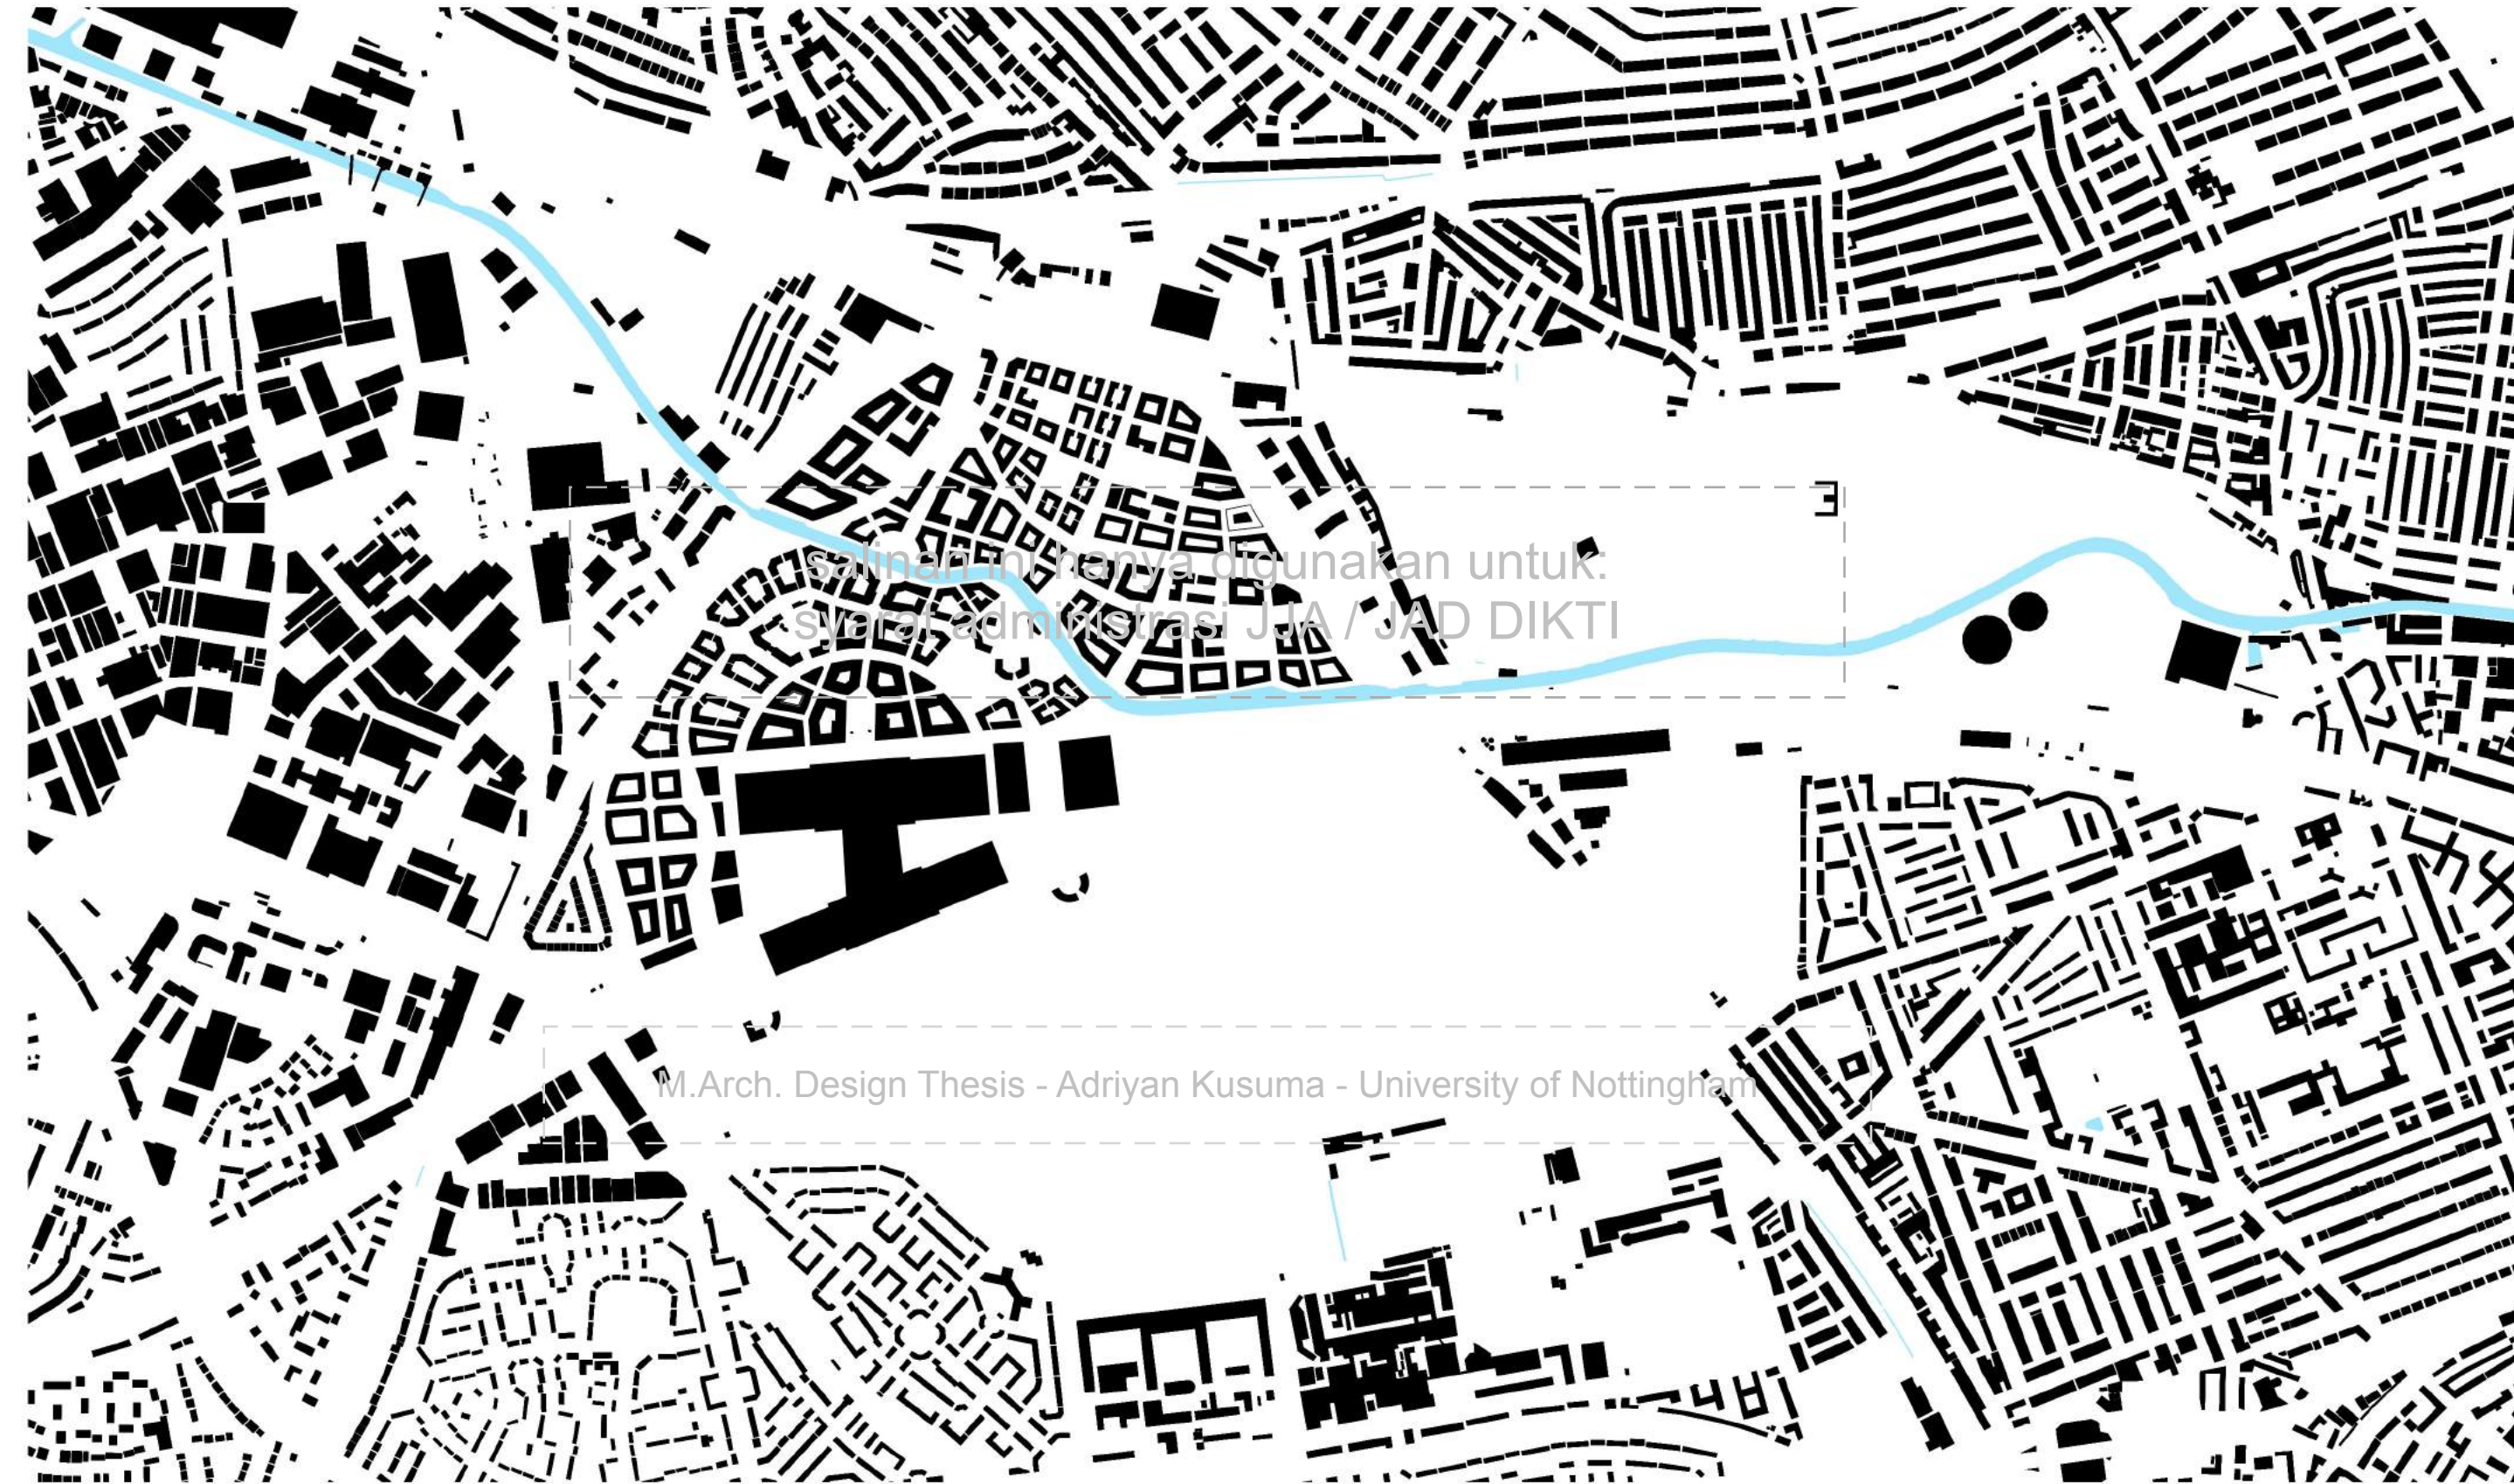 salinan ini hanya digunakan untuk:
syarat administrasi JJA / JAD DIKTI
M.Arch. Design Thesis - Adriyan Kusuma - University of Nottingham